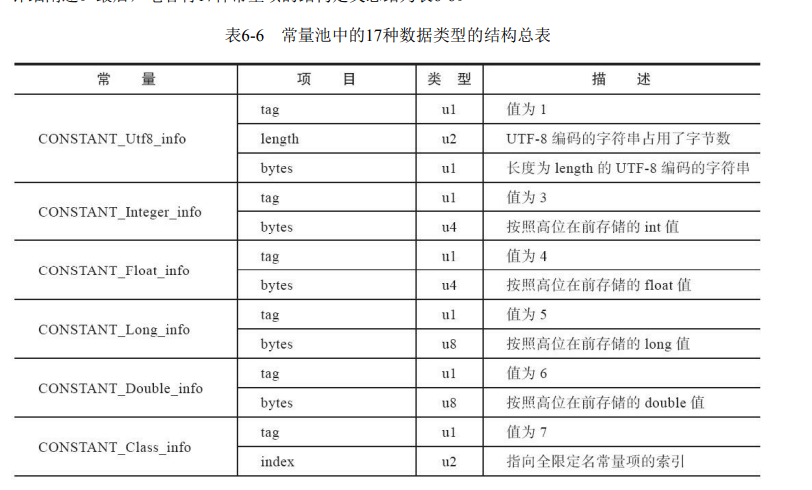 表6-6 常量池中的17种数据类型的结构总表
常 量 项 目 类 型 描 述
CONSTANT_Utf8_info tag u1 值为 1
length u2 UTF-8 编码的字符串占用了字节数
bytes u1 长度为 length 的 UTF-8 编码的字符串
CONSTANT_Integer_info tag u1 值为 3
bytes u4 按照高位在前存储的 int 值
CONSTANT_Float_info tag u1 值为 4
bytes u4 按照高位在前存储的 float 值
CONSTANT_Long_info tag u1 值为 5
bytes u8 按照高位在前存储的 long 值
CONSTANT_Double_info tag u1 值为 6
bytes u8 按照高位在前存储的 double 值
CONSTANT_Class_info tag u1 值为 7
index u2 指向全限定名常量项的索引